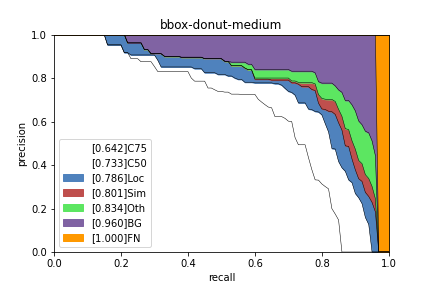 bbox-donut-medium
precision
1.0
0.8
0.6
0.4
0.2
0.0
[0.642]C75
[0.733]C50
[0.786]Loc
[0.801]Sim
[0.834]Oth
[0.960]BG
[1.000]FN
0.0 0.2 0.4 0.6 0.8 1.0
recall